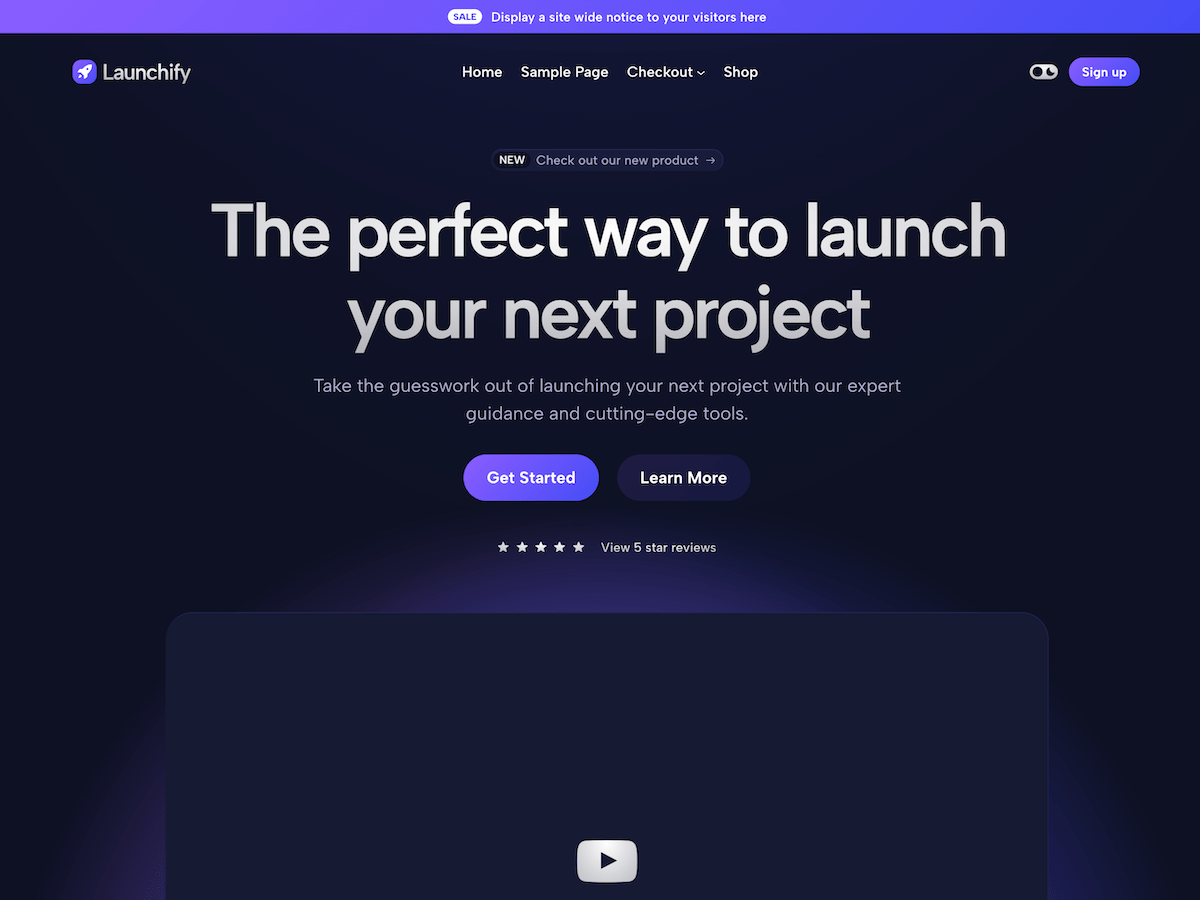 SALE Display a site wide notice to your visitors here
Launchify Home Sample Page Checkout Shop Sign up
NEW Check out our new product →
The perfect way to launch
your next project
Take the guesswork out of launching your next project with our expert
guidance and cutting-edge tools.
Get Started Learn More
View 5 star reviews